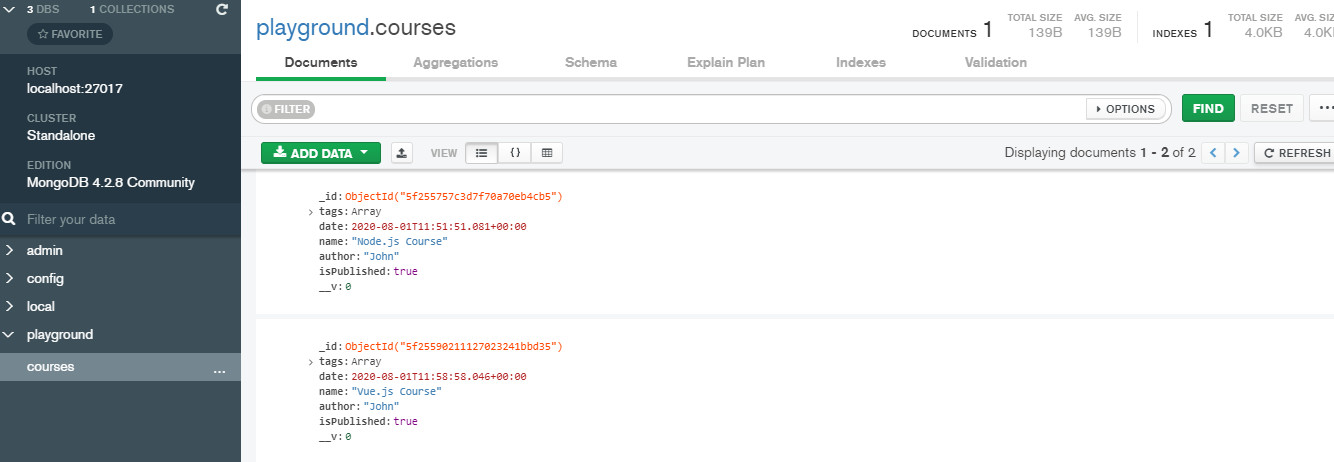 3 DBS 1 COLLECTIONS
FAVORITE
HOST
localhost:27017
CLUSTER
Standalone
EDITION
MongoDB 4.2.8 Community
Filter your data
admin
config
local
playground
courses ...
playground.courses
DOCUMENTS 1 TOTAL SIZE 139B AVG. SIZE 139B INDEXES 1 TOTAL SIZE 4.0KB AVG. SI 4.0K
Documents Aggregations Schema Explain Plan Indexes Validation
FILTER OPTIONS FIND RESET ...
ADD DATA VIEW {} Displaying documents 1 - 2 of 2 < > REFRESH
_id: ObjectId("5f255757c3d7f70a70eb4cb5")
> tags: Array
date: 2020-08-01T11:51:51.081+00:00
name: "Node.js Course"
author: "John"
isPublished: true
__v: 0
_id: ObjectId("5f25590211127023241bbd35")
> tags: Array
date: 2020-08-01T11:58:58.046+00:00
name: "Vue.js Course"
author: "John"
isPublished: true
__v: 0